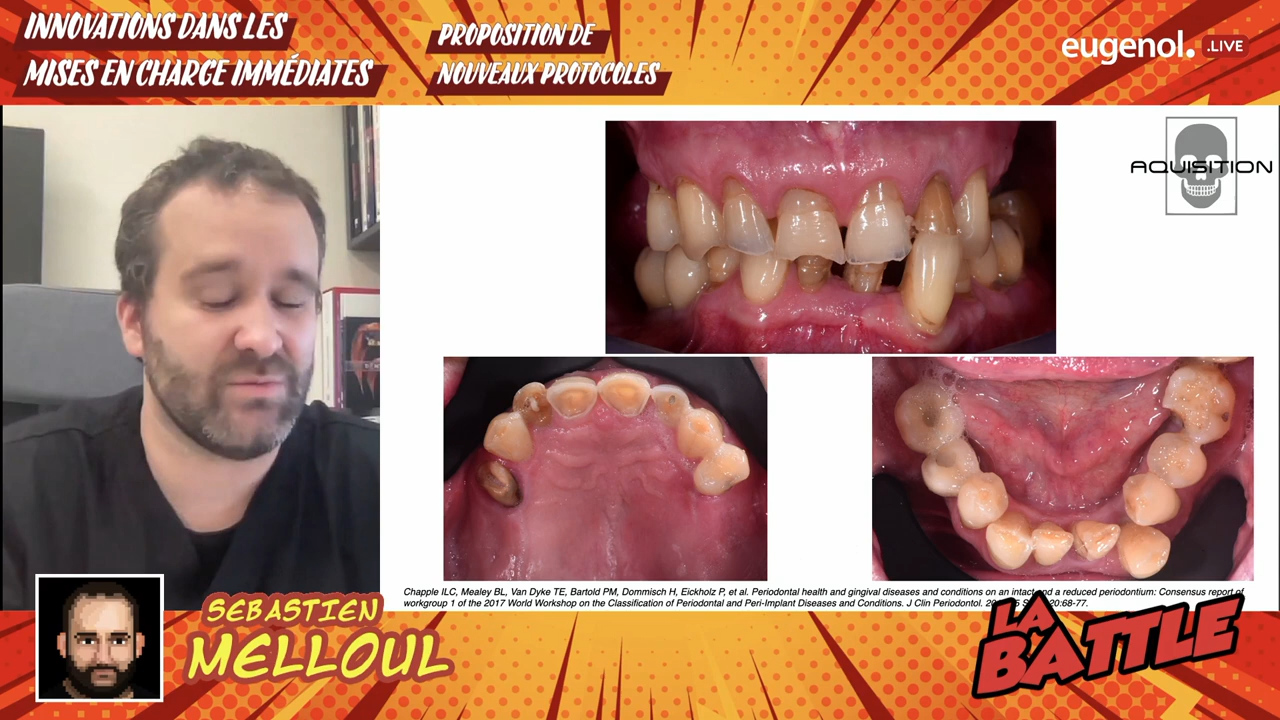 INNOVATIONS DANS LES
MISES EN CHARGE IMMÉDIATES
PROPOSITION DE
NOUVEAUX PROTOCOLES
eugenol. .LIVE
AQUISITION
Chapple ILC, Mealey BL, Van Dyke TE, Bartold PM, Dommisch H, Eickholz P, et al. Periodontal health and gingival diseases and conditions on an intact and a reduced periodontium: Consensus report of
workgroup 1 of the 2017 World Workshop on the Classification of Periodontal and Peri-Implant Diseases and Conditions. J Clin Periodontol. 20:68-77.
SEBASTIEN
MELLOUL
LA
BATTLE